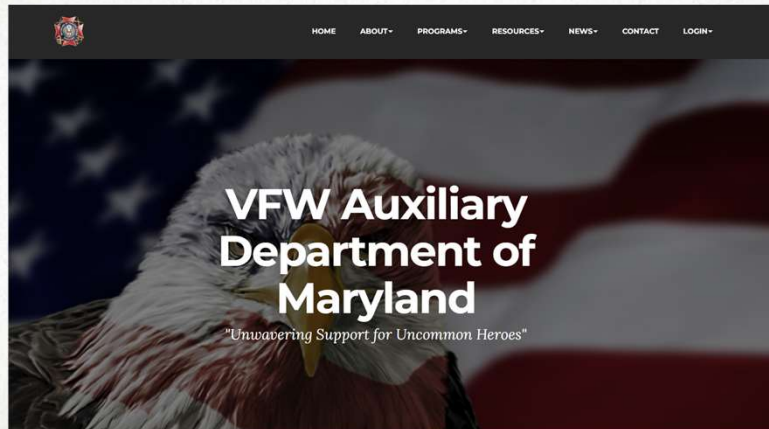 HOME ABOUT PROGRAMS RESOURCES NEWS CONTACT LOGIN
VFW Auxiliary
Department of
Maryland
"Unwavering Support for Uncommon Heroes"